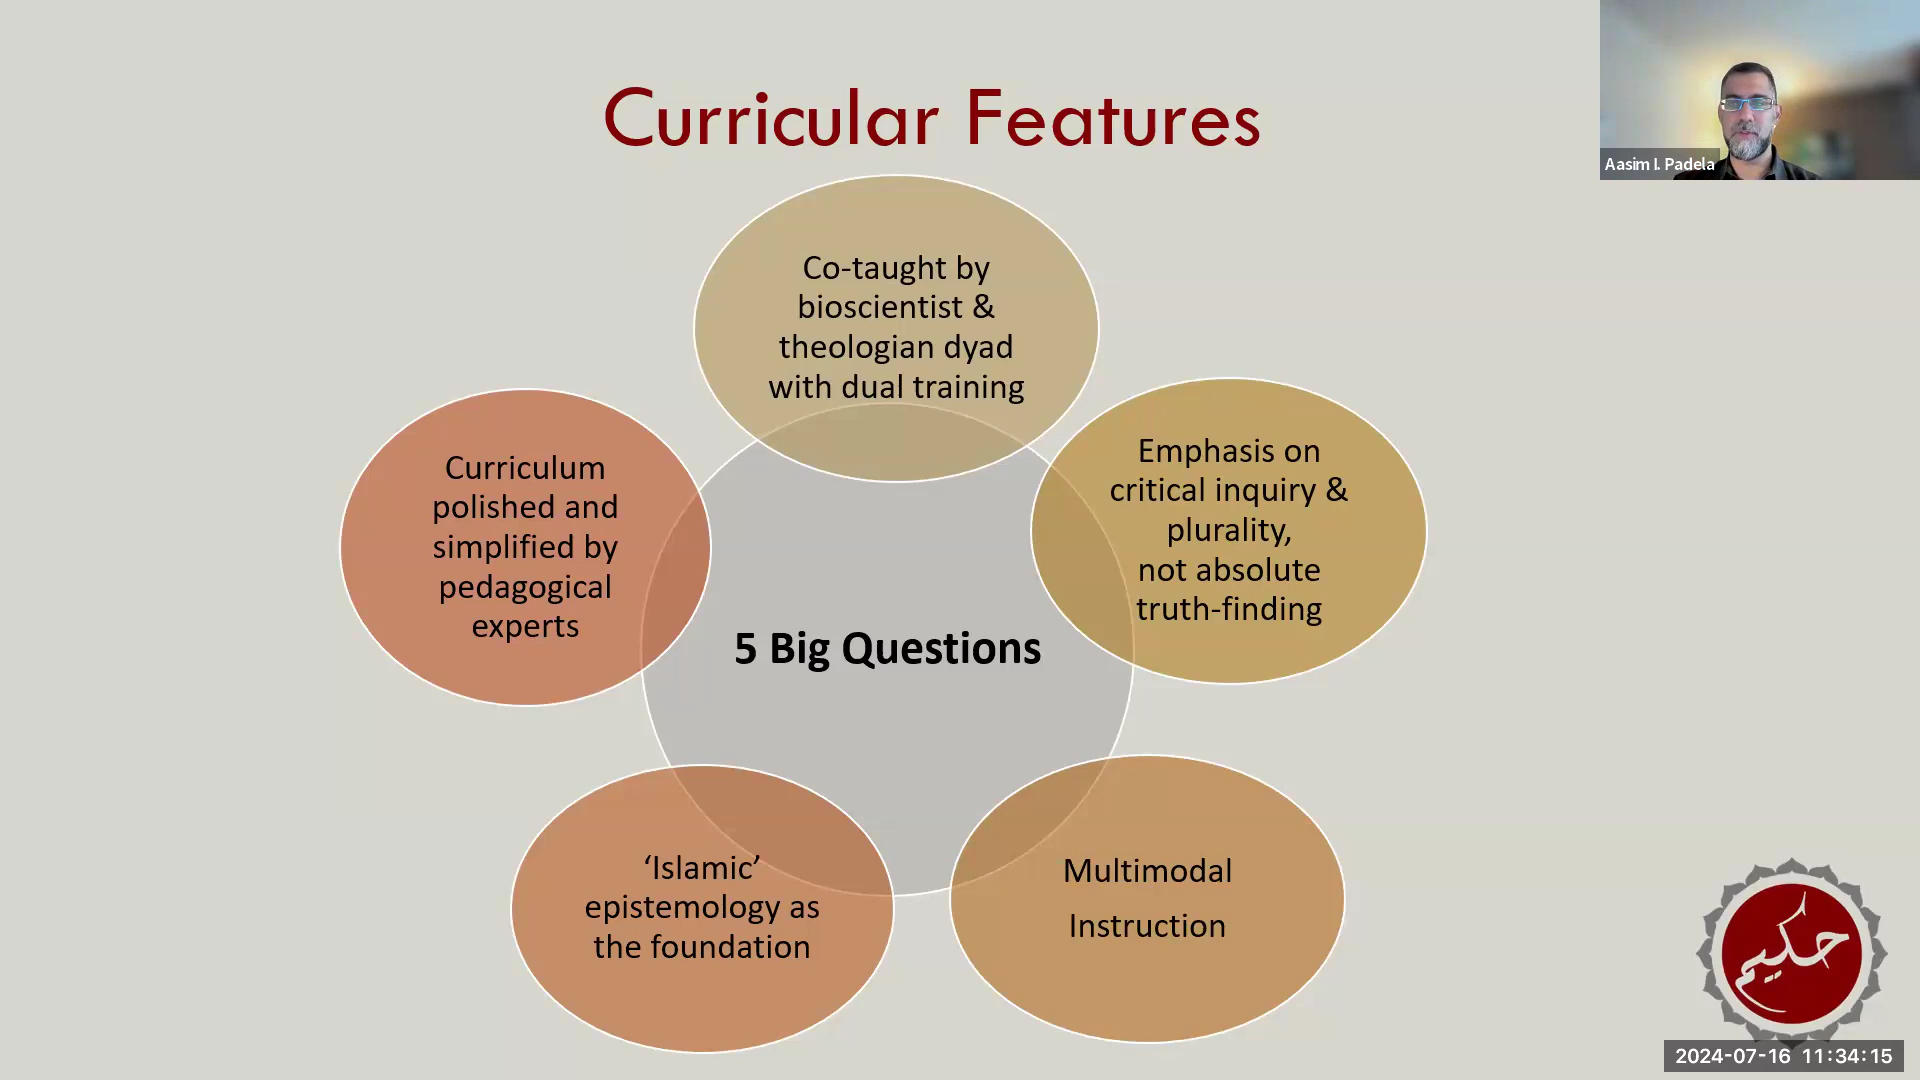 Curricular Features
Aasim I. Padela
Co-taught by
bioscientist &
theologian dyad
with dual training
Emphasis on
critical inquiry &
plurality,
not absolute
truth-finding
Curriculum
polished and
simplified by
pedagogical
experts
5 Big Questions
‘Islamic’
epistemology as
the foundation
Multimodal
Instruction
حكيم
2024-07-16 11:34:15